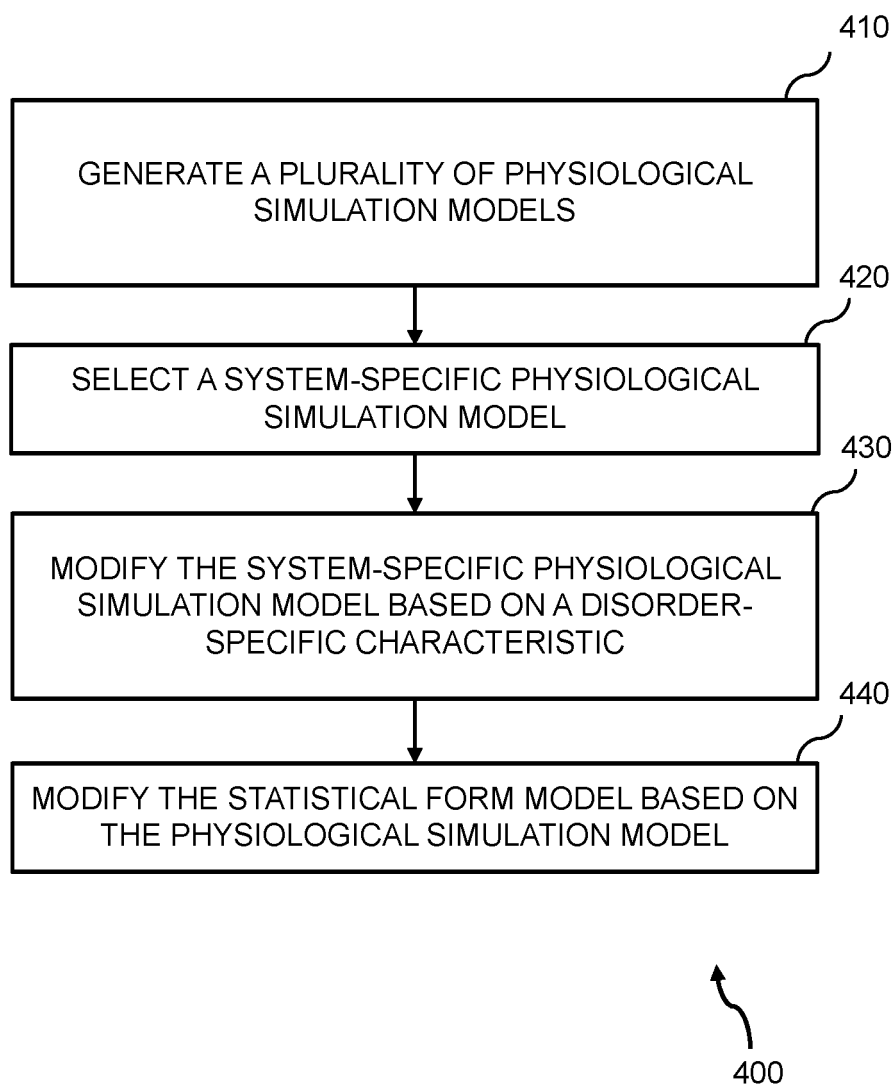 410
GENERATE A PLURALITY OF PHYSIOLOGICAL
SIMULATION MODELS
420
SELECT A SYSTEM-SPECIFIC PHYSIOLOGICAL
SIMULATION MODEL
430
MODIFY THE SYSTEM-SPECIFIC PHYSIOLOGICAL
SIMULATION MODEL BASED ON A DISORDER-
SPECIFIC CHARACTERISTIC
440
MODIFY THE STATISTICAL FORM MODEL BASED ON
THE PHYSIOLOGICAL SIMULATION MODEL
400